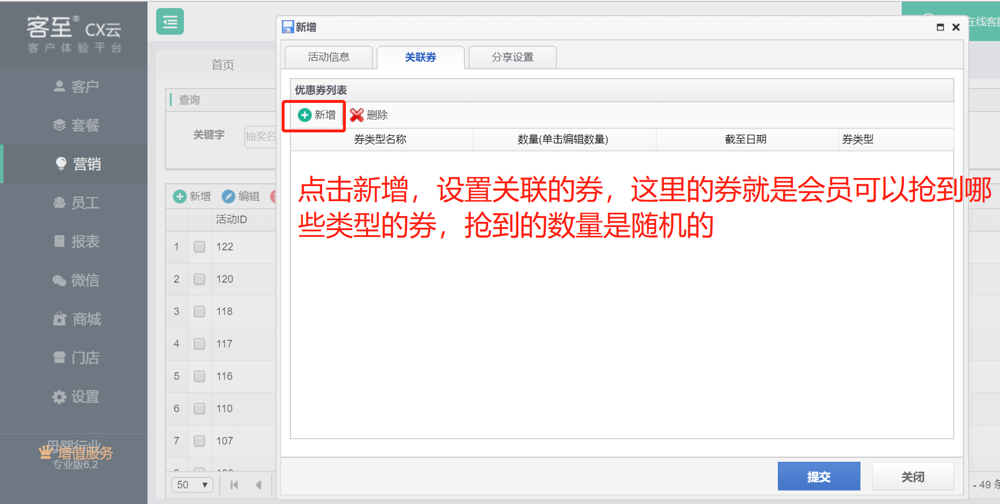 客至® CX云
客户体验平台
客户
套餐
营销
员工
报表
微信
商城
门店
设置
母婴行业
增值服务
专业版6.2
首页
查询
关键字
抽奖名
新增
编辑
活动ID
1 122
2 120
3 118
4 117
5 116
6 110
7 107
50
新增
活动信息
关联券
分享设置
优惠券列表
新增
删除
券类型名称
数量(单击编辑数量)
截至日期
券类型
点击新增，设置关联的券，这里的券就是会员可以抢到哪
些类型的券，抢到的数量是随机的
提交
关闭
在线客服
- 49 条